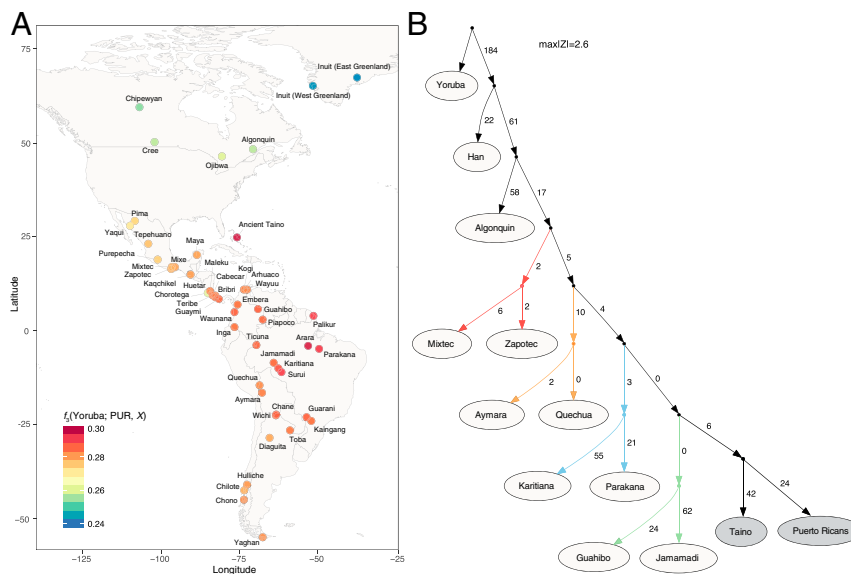 A
75
50
25
0
−25
−50
−125
−100
−75
−50
−25
Latitude
Longitude
Inuit (East Greenland)
Inuit (West Greenland)
Chipewyan
Cree
Algonquin
Ojibwa
Pima
Yaqui
Tepehuano
Purepecha
Maya
Ancient Taino
Mixtec
Mixe
Maleku
Kogi
Zapotec
Cabecar
Arhuaco
Kaqchikel
Huetar
Bribri
Wayuu
Chorotega
Embera
Teribe
Guahibo
Guaymi
Waunana
Piapoco
Palikur
Inga
Ticuna
Arara
Parakana
Jamamadi
Karitiana
Surui
Quechua
Aymara
Chane
Guarani
Wichi
Kaingang
Toba
Diaguita
Hulliche
Chilote
Chono
Yaghan
f3(Yoruba; PUR, X)
0.30
0.28
0.26
0.24
B
max|Z|=2.6
184
Yoruba
22
61
Han
58
17
Algonquin
2
5
6
2
10
4
Mixtec
Zapotec
2
0
3
0
Aymara
Quechua
55
21
0
6
Karitiana
Parakana
24
62
42
24
Taino
Puerto Ricans
Guahibo
Jamamadi